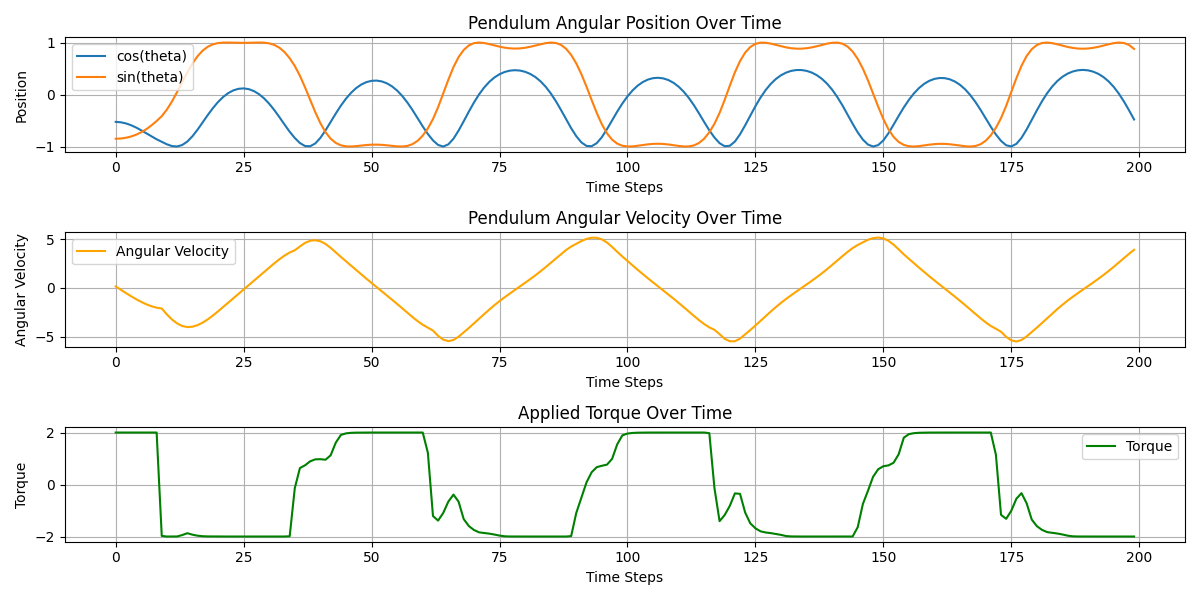 Pendulum Angular Position Over Time
1
0
−1
Position
cos(theta)
sin(theta)
0 25 50 75 100 125 150 175 200
Time Steps
Pendulum Angular Velocity Over Time
5
0
−5
Angular Velocity
Angular Velocity
0 25 50 75 100 125 150 175 200
Time Steps
Applied Torque Over Time
2
0
−2
Torque
Torque
0 25 50 75 100 125 150 175 200
Time Steps